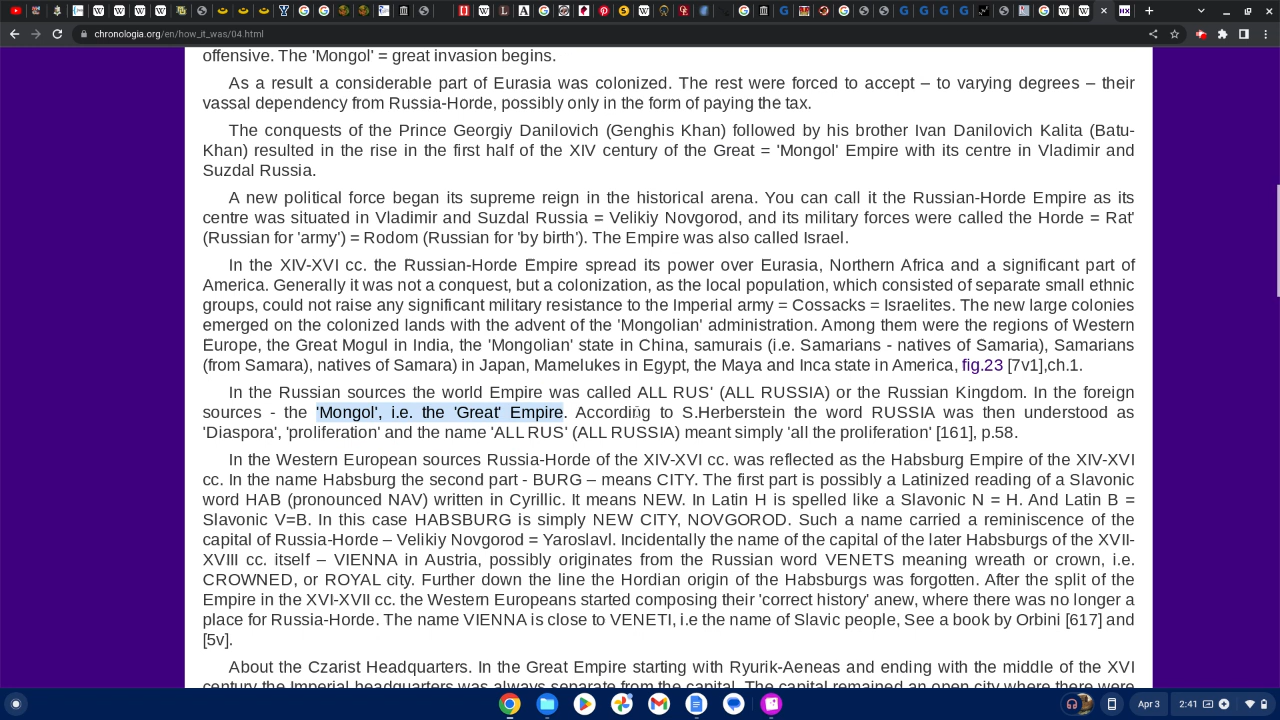 chronologia.org/en/how_it_was/04.html
offensive. The 'Mongol' = great invasion begins.
As a result a considerable part of Eurasia was colonized. The rest were forced to accept – to varying degrees – their
vassal dependency from Russia-Horde, possibly only in the form of paying the tax.
The conquests of the Prince Georgiy Danilovich (Genghis Khan) followed by his brother Ivan Danilovich Kalita (Batu-
Khan) resulted in the rise in the first half of the XIV century of the Great = 'Mongol' Empire with its centre in Vladimir and
Suzdal Russia.
A new political force began its supreme reign in the historical arena. You can call it the Russian-Horde Empire as its
centre was situated in Vladimir and Suzdal Russia = Velikiy Novgorod, and its military forces were called the Horde = Rat'
(Russian for 'army') = Rodom (Russian for 'by birth'). The Empire was also called Israel.
In the XIV-XVI cc. the Russian-Horde Empire spread its power over Eurasia, Northern Africa and a significant part of
America. Generally it was not a conquest, but a colonization, as the local population, which consisted of separate small ethnic
groups, could not raise any significant military resistance to the Imperial army = Cossacks = Israelites. The new large colonies
emerged on the colonized lands with the advent of the 'Mongolian' administration. Among them were the regions of Western
Europe, the Great Mogul in India, the 'Mongolian' state in China, samurais (i.e. Samarians - natives of Samaria), Samarians
(from Samara), natives of Samara) in Japan, Mamelukes in Egypt, the Maya and Inca state in America, fig.23 [7v1],ch.1.
In the Russian sources the world Empire was called ALL RUS' (ALL RUSSIA) or the Russian Kingdom. In the foreign
sources - the 'Mongol', i.e. the 'Great' Empire. According to S.Herberstein the word RUSSIA was then understood as
'Diaspora', 'proliferation' and the name 'ALL RUS' (ALL RUSSIA) meant simply 'all the proliferation' [161], p.58.
In the Western European sources Russia-Horde of the XIV-XVI cc. was reflected as the Habsburg Empire of the XIV-XVI
cc. In the name Habsburg the second part - BURG – means CITY. The first part is possibly a Latinized reading of a Slavonic
word HAB (pronounced NAV) written in Cyrillic. It means NEW. In Latin H is spelled like a Slavonic N = H. And Latin B =
Slavonic V=B. In this case HABSBURG is simply NEW CITY, NOVGOROD. Such a name carried a reminiscence of the
capital of Russia-Horde – Velikiy Novgorod = Yaroslavl. Incidentally the name of the capital of the later Habsburgs of the XVII-
XVIII cc. itself – VIENNA in Austria, possibly originates from the Russian word VENETS meaning wreath or crown, i.e.
CROWNED, or ROYAL city. Further down the line the Hordian origin of the Habsburgs was forgotten. After the split of the
Empire in the XVI-XVII cc. the Western Europeans started composing their 'correct history' anew, where there was no longer a
place for Russia-Horde. The name VIENNA is close to VENETI, i.e the name of Slavic people, See a book by Orbini [617] and
[5v].
About the Czarist Headquarters. In the Great Empire starting with Ryurik-Aeneas and ending with the middle of the XVI
century the Imperial headquarters was always separate from the capital. The capital remained an open city where there were
Apr 3
2:41